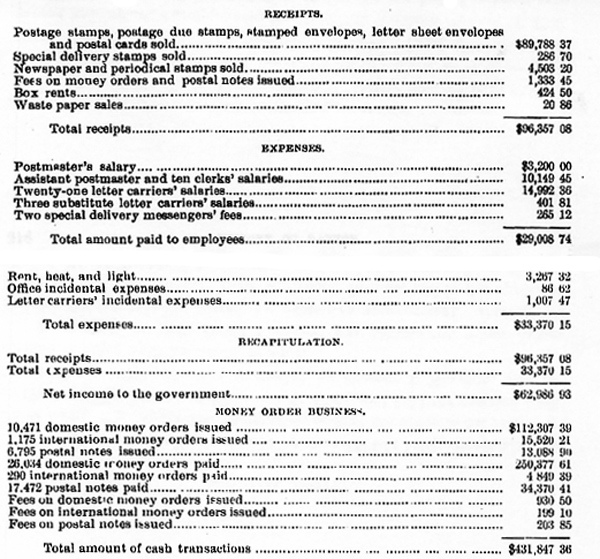 RECEIPTS.
Postage stamps, postage due stamps, stamped envelopes, letter sheet envelopes
and postal cards sold.......... $89,788 37
Special delivery stamps sold.......... 286 70
Newspaper and periodical stamps sold.......... 4,503 20
Fees on money orders and postal notes issued.......... 1,333 45
Box rents.......... 424 50
Waste paper sales.......... 20 86
Total receipts.......... $96,357 08
EXPENSES.
Postmaster's salary.......... $3,200 00
Assistant postmaster and ten clerks' salaries.......... 10,149 45
Twenty-one letter carriers' salaries.......... 14,992 36
Three substitute letter carriers' salaries.......... 401 81
Two special delivery messengers' fees.......... 265 12
Total amount paid to employees.......... $29,008 74
Rent, heat, and light.......... 3,267 32
Office incidental expenses.......... 86 62
Letter carriers' incidental expenses.......... 1,007 47
Total expenses.......... $33,370 15
RECAPITULATION.
Total receipts.......... $96,357 08
Total expenses.......... 33,370 15
Net income to the government.......... $62,986 93
MONEY ORDER BUSINESS.
10,471 domestic money orders issued.......... $112,307 39
1,175 international money orders issued.......... 15,520 21
6,795 postal notes issued.......... 13,088 90
26,034 domestic money orders paid.......... 250,377 61
290 international money orders paid.......... 4 849 39
17,472 postal notes paid.......... 34,370 41
Fees on domestic money orders issued.......... 930 50
Fees on international money orders issued.......... 199 10
Fees on postal notes issued.......... 203 85
Total amount of cash transactions.......... $431,847 36